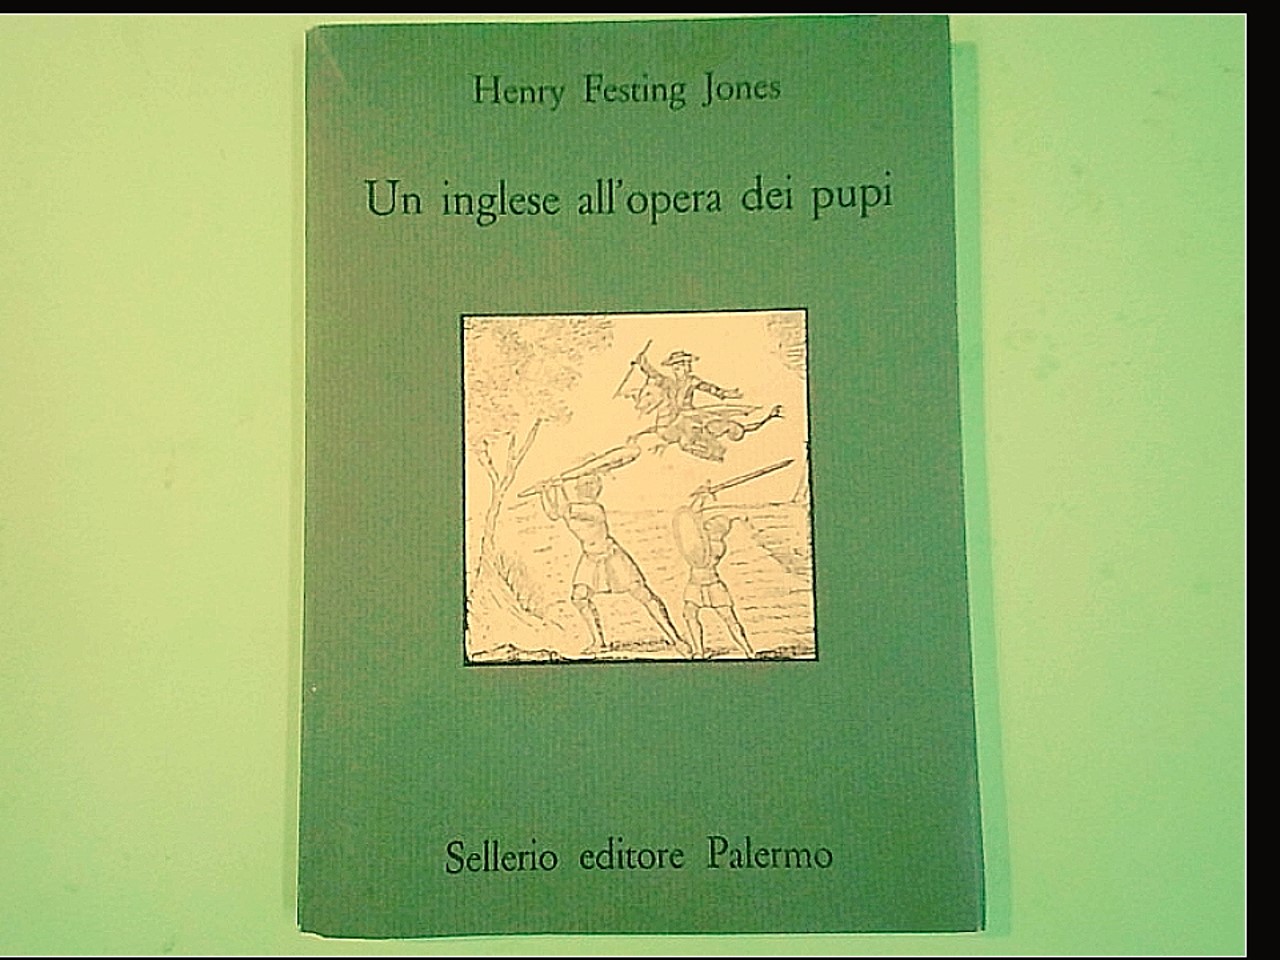 Henry Festing Jones
Un inglese all'opera dei pupi
Sellerio editore Palermo